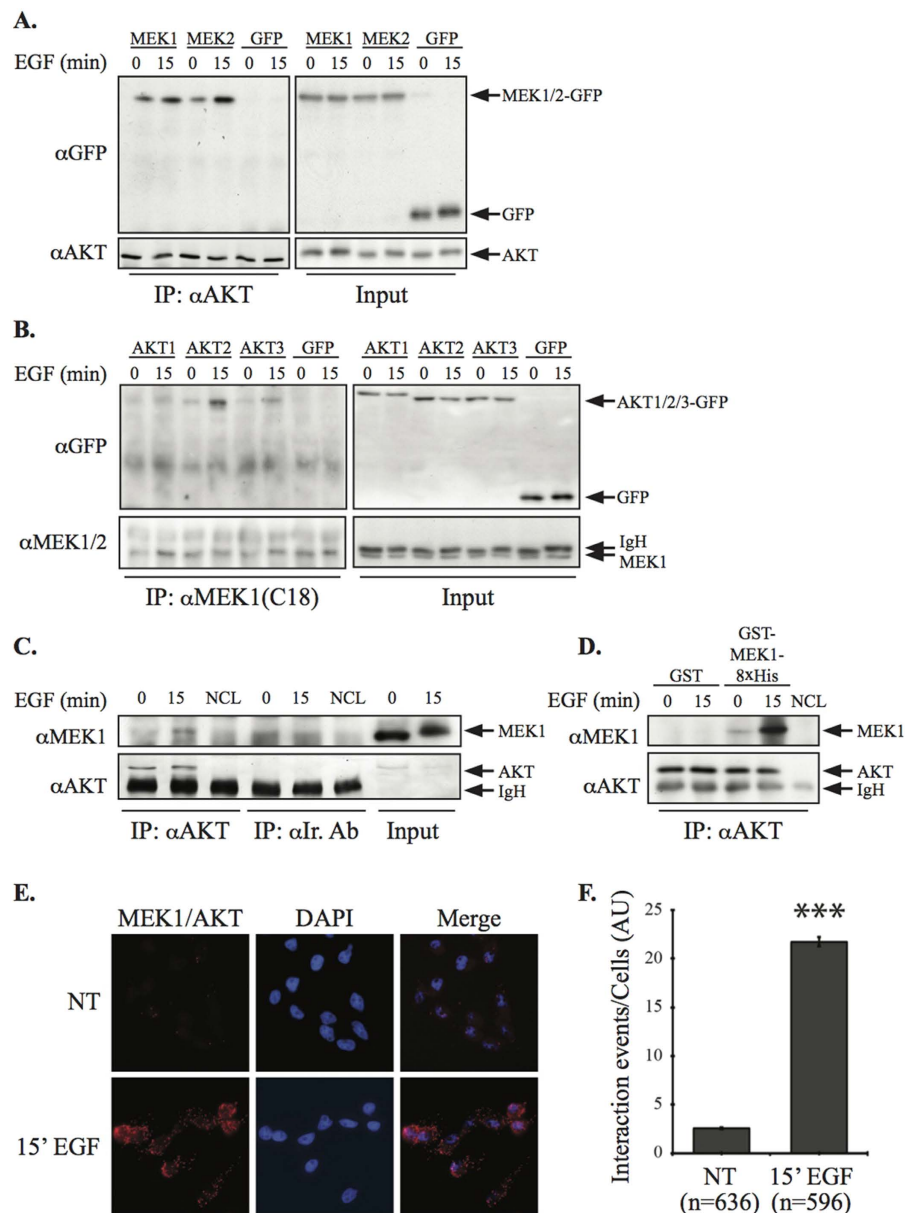 A.
MEK1 MEK2 GFP MEK1 MEK2 GFP
EGF (min) 0 15 0 15 0 15 0 15 0 15 0 15
MEK1/2-GFP
αGFP
GFP
αAKT
AKT
IP: αAKT Input
B.
AKT1 AKT2 AKT3 GFP AKT1 AKT2 AKT3 GFP
EGF (min) 0 15 0 15 0 15 0 15 0 15 0 15 0 15 0 15
AKT1/2/3-GFP
αGFP
GFP
αMEK1/2
IgH
MEK1
IP: αMEK1(C18) Input
C.
EGF (min) 0 15 NCL 0 15 NCL 0 15
αMEK1
MEK1
αAKT
AKT
IgH
IP: αAKT IP: αIr. Ab Input
D.
GST-
MEK1-
GST 8xHis
EGF (min) 0 15 0 15 NCL
αMEK1
MEK1
αAKT
AKT
IgH
IP: αAKT
E.
MEK1/AKT DAPI Merge
NT
15' EGF
F.
Interaction events/Cells (AU)
25
20
15
10
5
0
***
NT 15' EGF
(n=636) (n=596)